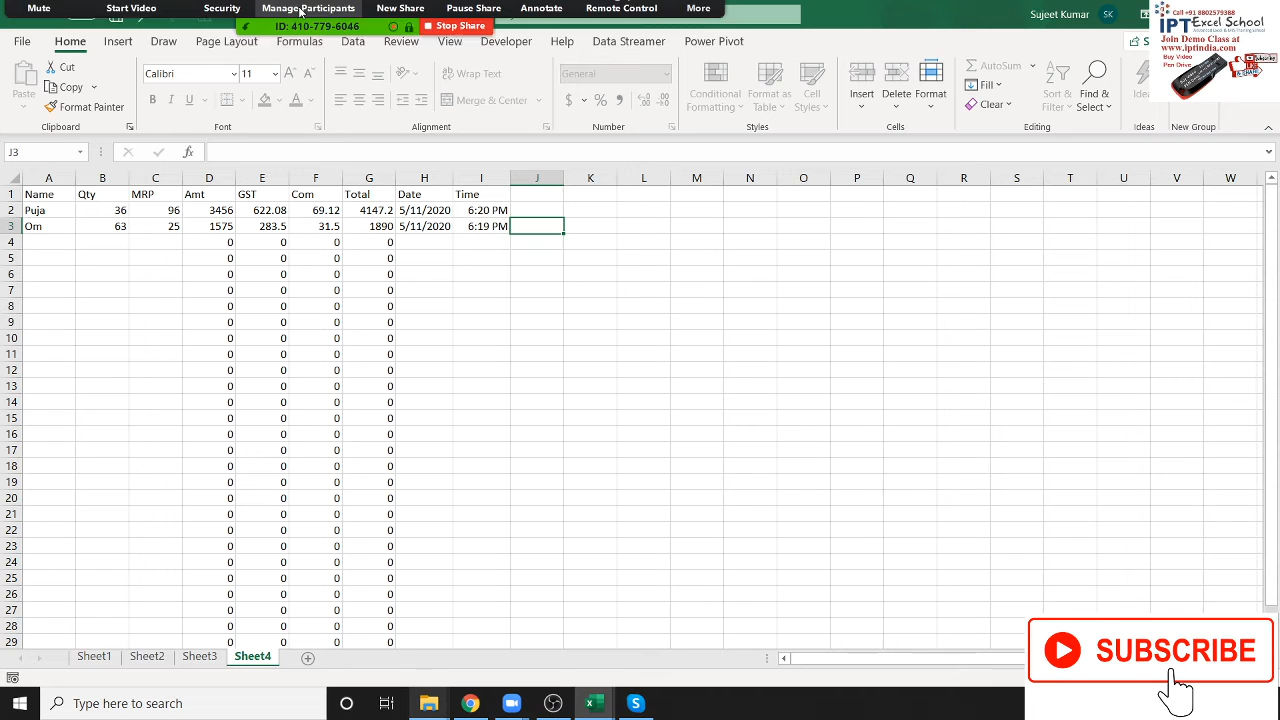 Mute Start Video Security Manage Participants New Share Pause Share Annotate Remote Control More
ID: 410-779-6046 Stop Share
Sujeet Kumar SK
IPT Excel School
Call +91 8802579388
Join Demo Class at
www.iptindia.com
Buy Video
Pen Drive
File Home Insert Page Layout Formulas Data Review View Developer Help Data Streamer Power Pivot
Cut
Copy
Format Painter
Paste
Clipboard
Calibri 11
B I U
Font
Wrap Text
Merge & Center
Alignment
General
Number
Conditional Formatting
Format as Table
Cell Styles
Styles
Insert Delete Format
Cells
AutoSum
Fill
Clear
Sort & Filter
Find & Select
Editing
Ideas
Ideas
New Group
J3 fx
A B C D E F G H I J K L M N O P Q R S T U V W
1 Name Qty MRP Amt GST Com Total Date Time
2 Puja 36 96 3456 622.08 69.12 4147.2 5/11/2020 6:20 PM
3 Om 63 25 1575 283.5 31.5 1890 5/11/2020 6:19 PM
4 0 0 0 0
5 0 0 0 0
6 0 0 0 0
7 0 0 0 0
8 0 0 0 0
9 0 0 0 0
10 0 0 0 0
11 0 0 0 0
12 0 0 0 0
13 0 0 0 0
14 0 0 0 0
15 0 0 0 0
16 0 0 0 0
17 0 0 0 0
18 0 0 0 0
19 0 0 0 0
20 0 0 0 0
21 0 0 0 0
22 0 0 0 0
23 0 0 0 0
24 0 0 0 0
25 0 0 0 0
26 0 0 0 0
27 0 0 0 0
28 0 0 0 0
29 0 0 0 0
Sheet1 Sheet2 Sheet3 Sheet4
SUBSCRIBE
Type here to search